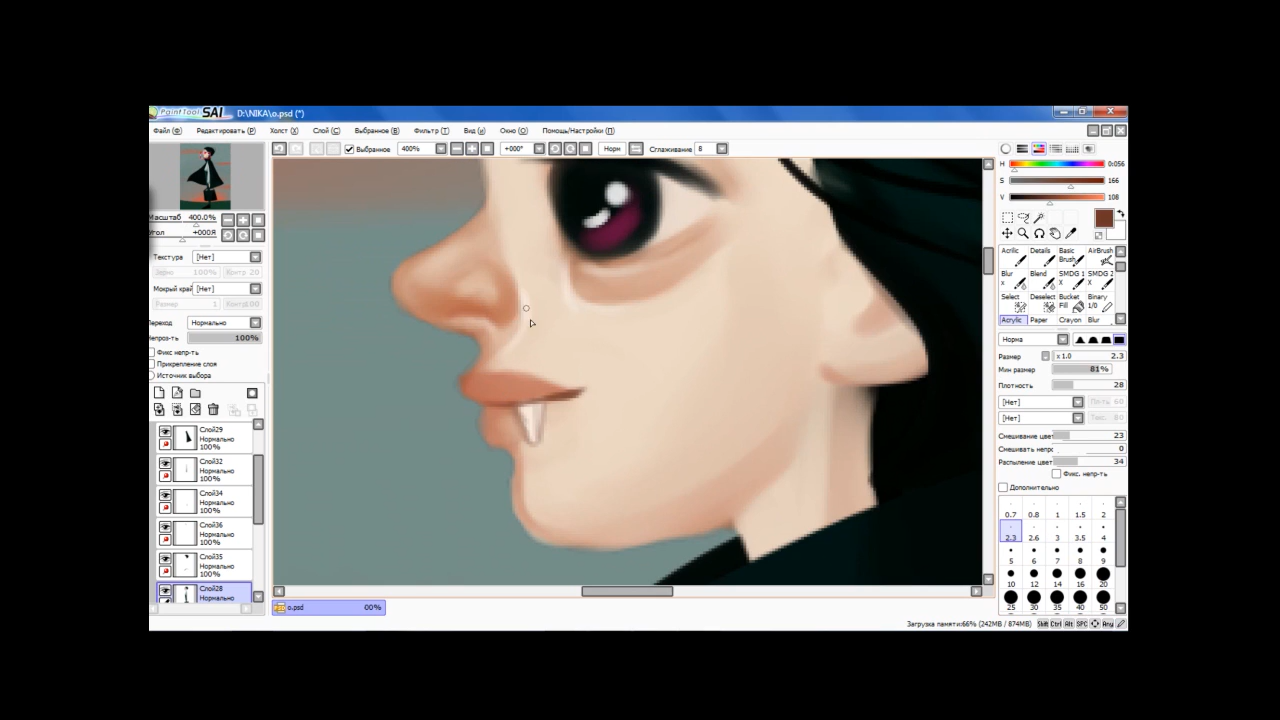 PaintTool SAI D:\NIKA\o.psd (*)
Файл (Ф) Редактировать (P) Холст (X) Слой (C) Выбранное (B) Фильтр (T) Вид (и) Окно (O) Помощь/Настройки (П)
Выбранное 400% +000° Норм Сглаживание 8
Масштаб 400.0%
Угол +000Я
Текстура [Нет]
Зерно 100% Контр 20
Мокрый край [Нет]
Размер 1
Переход Нормально
Непроз-ть 100%
Фикс непр-ть
Прикрепление слоя
Источник выбора
Слой29
Нормально
100%
Слой32
Нормально
100%
Слой34
Нормально
100%
Слой36
Нормально
100%
Слой35
Нормально
100%
Слой28
Нормально
H 0:056
S 166
V 108
Acrilic Details Basic Brush AirBrush
Blur x Blend SMDG 1 x SMDG 2 x
Select Deselect Bucket Fill Binary 1/0
Acrylic Paper Crayon Blur
Норма
Размер x 1.0 2.3
Мин размер 81%
Плотность 28
[Нет]
[Нет]
Смешивание цвет 23
Смешивать непрс 0
Распыление цвет 34
Фикс. непр-ть
Дополнительно
0.7 0.8 1 1.5 2
2.3 2.6 3 3.5 4
5 6 7 8 9
10 12 14 16 20
25 30 35 40 50
o.psd 00%
Загрузка памяти:66% (242MB / 874MB) Shift Ctrl Alt SPC Any